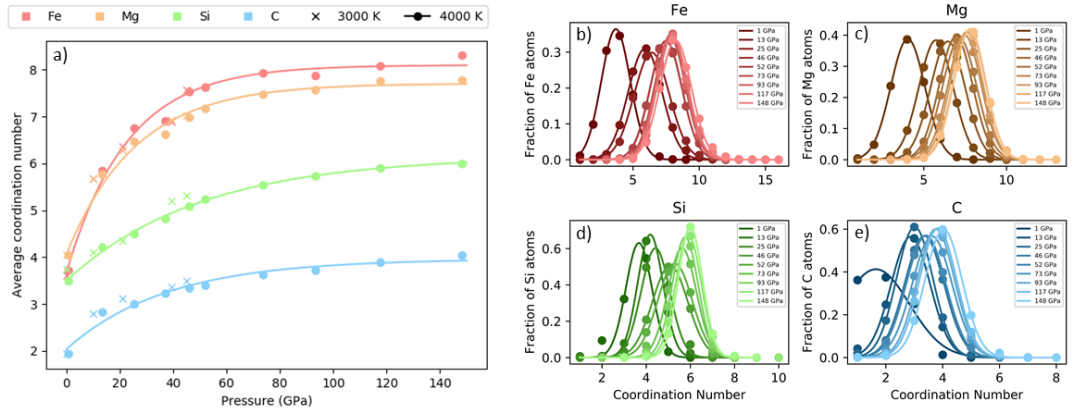 Fe Mg Si C 3000 K 4000 K
a)
Average coordination number
8
7
6
5
4
3
2
0 20 40 60 80 100 120 140
Pressure (GPa)
Fe
b)
Fraction of Fe atoms
0.3
0.2
0.1
0.0
5 10 15
1 GPa
13 GPa
25 GPa
46 GPa
52 GPa
73 GPa
93 GPa
117 GPa
148 GPa
Mg
c)
Fraction of Mg atoms
0.4
0.3
0.2
0.1
0.0
5 10
1 GPa
13 GPa
25 GPa
46 GPa
52 GPa
73 GPa
93 GPa
117 GPa
148 GPa
Si
d)
Fraction of Si atoms
0.6
0.4
0.2
0.0
2 4 6 8 10
Coordination Number
1 GPa
13 GPa
25 GPa
46 GPa
52 GPa
73 GPa
93 GPa
117 GPa
148 GPa
C
e)
Fraction of C atoms
0.6
0.4
0.2
0.0
2 4 6 8
Coordination Number
1 GPa
13 GPa
25 GPa
46 GPa
52 GPa
73 GPa
93 GPa
117 GPa
148 GPa